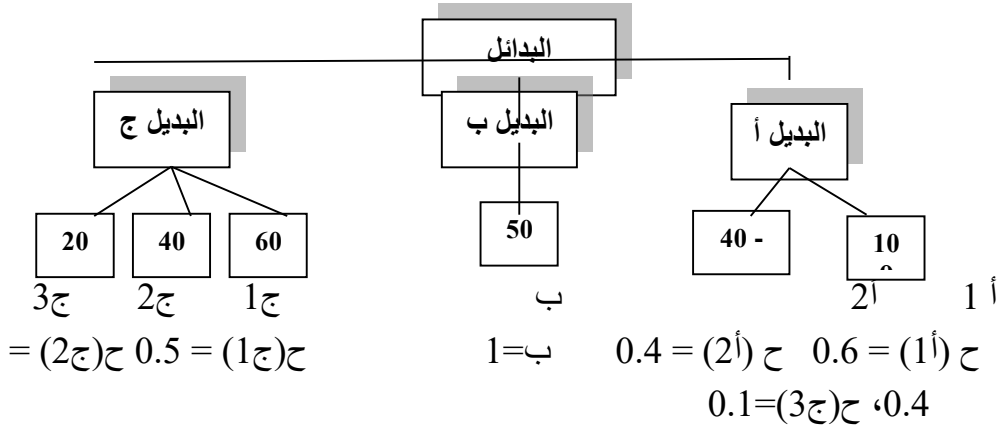 البدائل
البديل أ البديل ب البديل ج
10 40 - 50 60 40 20
أ 1 أ2 ب ج1 ج2 ج3
ح (أ1) = 0.6 ح (أ2) = 0.4 ب=1 ح(ج1) = 0.5 ح(ج2) =
0.4، ح(ج3)=0.1